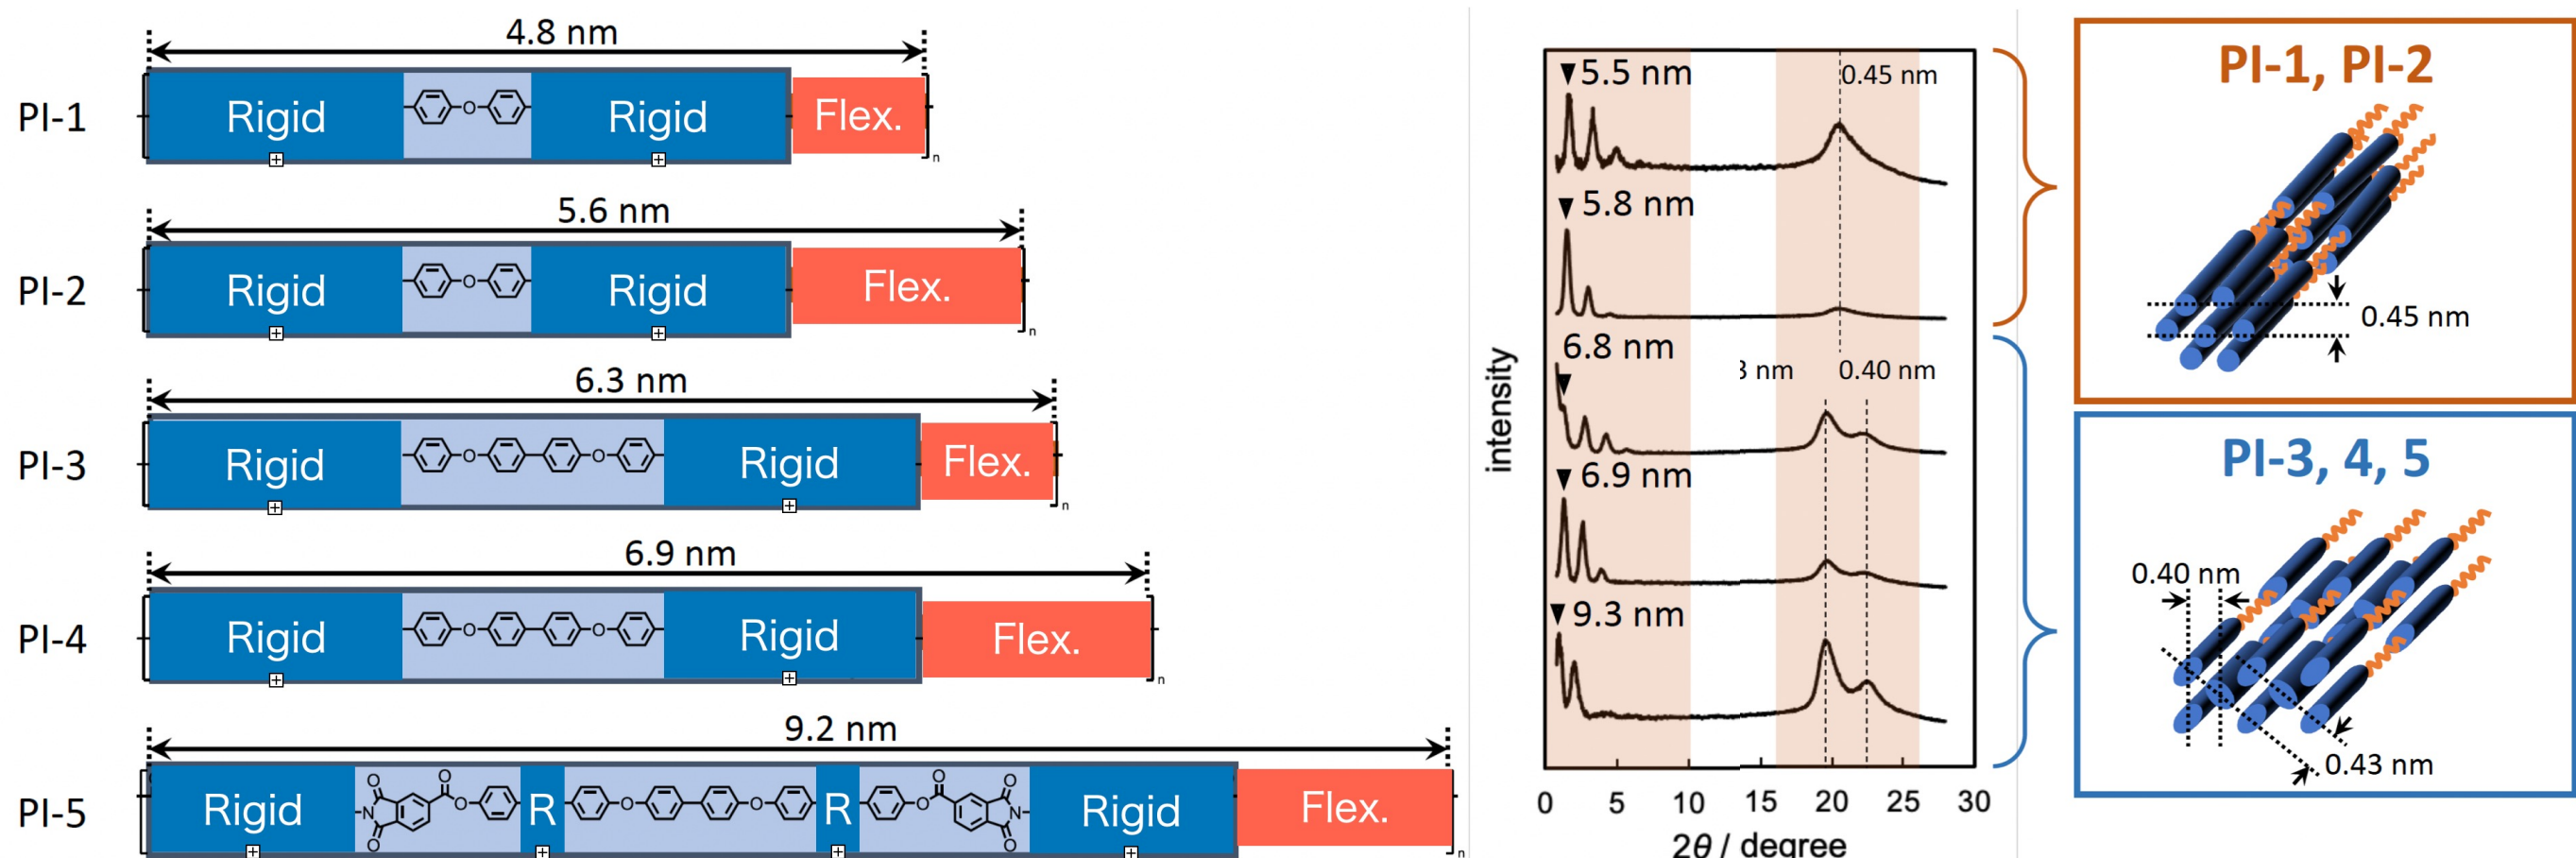 4.8 nm
PI-1
Rigid
O
Rigid
Flex.
n
5.6 nm
PI-2
Rigid
O
Rigid
Flex.
n
6.3 nm
PI-3
Rigid
O
O
Rigid
Flex.
n
6.9 nm
PI-4
Rigid
O
O
Rigid
Flex.
n
9.2 nm
PI-5
Rigid
O
N
O
O
O
R
O
O
R
O
O
O
N
O
Rigid
Flex.
n
5.5 nm
0.45 nm
5.8 nm
6.8 nm
3 nm
0.40 nm
6.9 nm
9.3 nm
intensity
0 5 10 15 20 25 30
2θ / degree
PI-1, PI-2
0.45 nm
PI-3, 4, 5
0.40 nm
0.43 nm